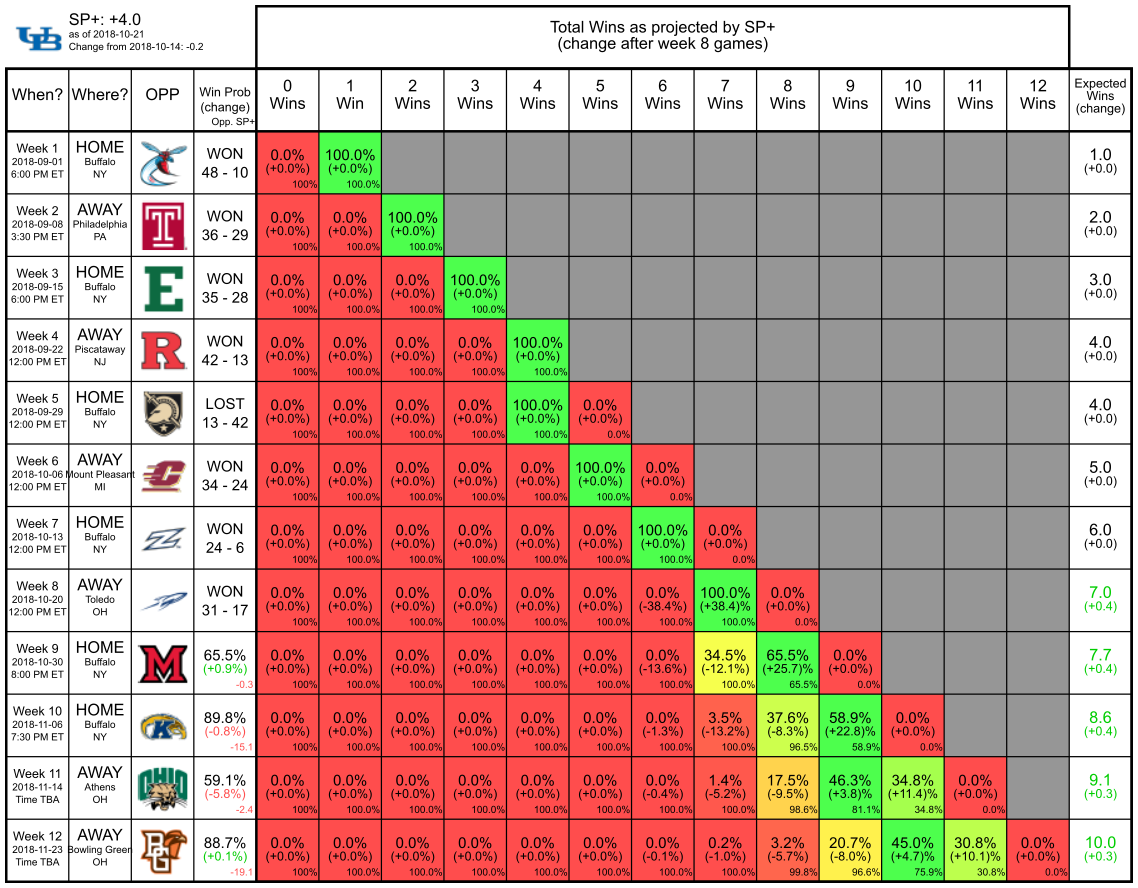 UB
SP+: +4.0
as of 2018-10-21
Change from 2018-10-14: -0.2
Total Wins as projected by SP+
(change after week 8 games)
When? Where? OPP Win Prob (change) Opp. SP+ 0 Wins 1 Win 2 Wins 3 Wins 4 Wins 5 Wins 6 Wins 7 Wins 8 Wins 9 Wins 10 Wins 11 Wins 12 Wins Expected Wins (change)
Week 1 HOME WON 0.0% 100.0% 1.0
2018-09-01 Buffalo (+0.0%) (+0.0%) (+0.0)
6:00 PM ET NY 48 - 10 100% 100.0%
Week 2 AWAY T WON 0.0% 0.0% 100.0% 2.0
2018-09-08 Philadelphia (+0.0%) (+0.0%) (+0.0%) (+0.0)
3:30 PM ET PA 36 - 29 100% 100.0% 100.0%
Week 3 HOME E WON 0.0% 0.0% 0.0% 100.0% 3.0
2018-09-15 Buffalo (+0.0%) (+0.0%) (+0.0%) (+0.0%) (+0.0)
6:00 PM ET NY 35 - 28 100% 100.0% 100.0% 100.0%
Week 4 AWAY R WON 0.0% 0.0% 0.0% 0.0% 100.0% 4.0
2018-09-22 Piscataway (+0.0%) (+0.0%) (+0.0%) (+0.0%) (+0.0%) (+0.0)
12:00 PM ET NJ 42 - 13 100% 100.0% 100.0% 100.0% 100.0%
Week 5 HOME LOST 0.0% 0.0% 0.0% 0.0% 100.0% 0.0% 4.0
2018-09-29 Buffalo (+0.0%) (+0.0%) (+0.0%) (+0.0%) (+0.0%) (+0.0%) (+0.0)
12:00 PM ET NY 13 - 42 100% 100.0% 100.0% 100.0% 100.0% 0.0%
Week 6 AWAY C WON 0.0% 0.0% 0.0% 0.0% 0.0% 100.0% 0.0% 5.0
2018-10-06 Mount Pleasant (+0.0%) (+0.0%) (+0.0%) (+0.0%) (+0.0%) (+0.0%) (+0.0%) (+0.0)
12:00 PM ET MI 34 - 24 100% 100.0% 100.0% 100.0% 100.0% 100.0% 0.0%
Week 7 HOME Z WON 0.0% 0.0% 0.0% 0.0% 0.0% 0.0% 100.0% 0.0% 6.0
2018-10-13 Buffalo (+0.0%) (+0.0%) (+0.0%) (+0.0%) (+0.0%) (+0.0%) (+0.0%) (+0.0%) (+0.0)
12:00 PM ET NY 24 - 6 100% 100.0% 100.0% 100.0% 100.0% 100.0% 100.0% 0.0%
Week 8 AWAY WON 0.0% 0.0% 0.0% 0.0% 0.0% 0.0% 0.0% 100.0% 0.0% 7.0
2018-10-20 Toledo (+0.0%) (+0.0%) (+0.0%) (+0.0%) (+0.0%) (+0.0%) (-38.4%) (+38.4)% (+0.0%) (+0.4)
12:00 PM ET OH 31 - 17 100% 100.0% 100.0% 100.0% 100.0% 100.0% 100.0% 100.0% 0.0%
Week 9 HOME M 65.5% 0.0% 0.0% 0.0% 0.0% 0.0% 0.0% 0.0% 34.5% 65.5% 0.0% 7.7
2018-10-30 Buffalo (+0.9%) (+0.0%) (+0.0%) (+0.0%) (+0.0%) (+0.0%) (+0.0%) (-13.6%) (-12.1%) (+25.7)% (+0.0%) (+0.4)
8:00 PM ET NY -0.3 100% 100.0% 100.0% 100.0% 100.0% 100.0% 100.0% 100.0% 65.5% 0.0%
Week 10 HOME K 89.8% 0.0% 0.0% 0.0% 0.0% 0.0% 0.0% 0.0% 3.5% 37.6% 58.9% 0.0% 8.6
2018-11-06 Buffalo (-0.8%) (+0.0%) (+0.0%) (+0.0%) (+0.0%) (+0.0%) (+0.0%) (-1.3%) (-13.2%) (-8.3%) (+22.8)% (+0.0%) (+0.4)
7:30 PM ET NY -15.1 100% 100.0% 100.0% 100.0% 100.0% 100.0% 100.0% 100.0% 96.5% 58.9% 0.0%
Week 11 AWAY OHIO 59.1% 0.0% 0.0% 0.0% 0.0% 0.0% 0.0% 0.0% 1.4% 17.5% 46.3% 34.8% 0.0% 9.1
2018-11-14 Athens (-5.8%) (+0.0%) (+0.0%) (+0.0%) (+0.0%) (+0.0%) (+0.0%) (-0.4%) (-5.2%) (-9.5%) (+3.8)% (+11.4)% (+0.0%) (+0.3)
Time TBA OH -2.4 100% 100.0% 100.0% 100.0% 100.0% 100.0% 100.0% 100.0% 98.6% 81.1% 34.8% 0.0%
Week 12 AWAY BG 88.7% 0.0% 0.0% 0.0% 0.0% 0.0% 0.0% 0.0% 0.2% 3.2% 20.7% 45.0% 30.8% 0.0% 10.0
2018-11-23 Bowling Green (+0.1%) (+0.0%) (+0.0%) (+0.0%) (+0.0%) (+0.0%) (+0.0%) (-0.1%) (-1.0%) (-5.7%) (-8.0%) (+4.7)% (+10.1)% (+0.0%) (+0.3)
Time TBA OH -19.1 100% 100.0% 100.0% 100.0% 100.0% 100.0% 100.0% 100.0% 99.8% 96.6% 75.9% 30.8% 0.0%